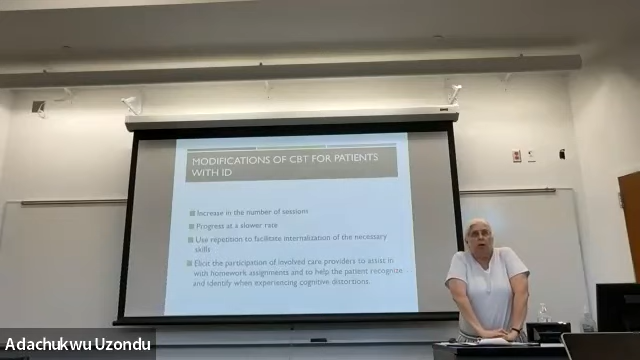 MODIFICATIONS OF CBT FOR PATIENTS
WITH ID
Increase in the number of sessions
Progress at a slower rate
Use repetition to facilitate internalization of the necessary
skills
Elicit the participation of involved care providers to assist in
with homework assignments and to help the patient recognize
and identify when experiencing cognitive distortions.
Adachukwu Uzondu